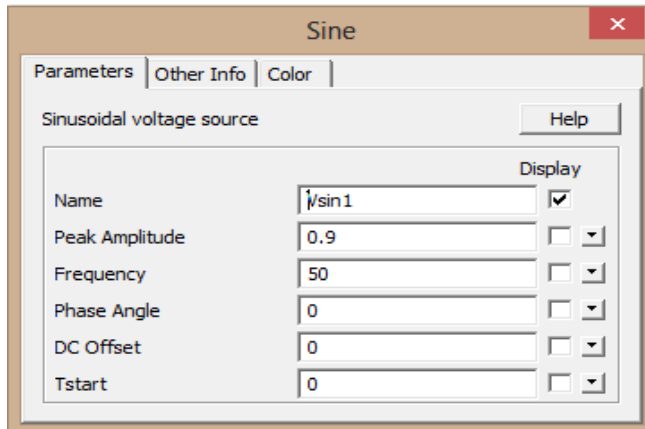 Sine
Parameters Other Info Color
Sinusoidal voltage source Help
Display
Name Vsin1
Peak Amplitude 0.9
Frequency 50
Phase Angle 0
DC Offset 0
Tstart 0